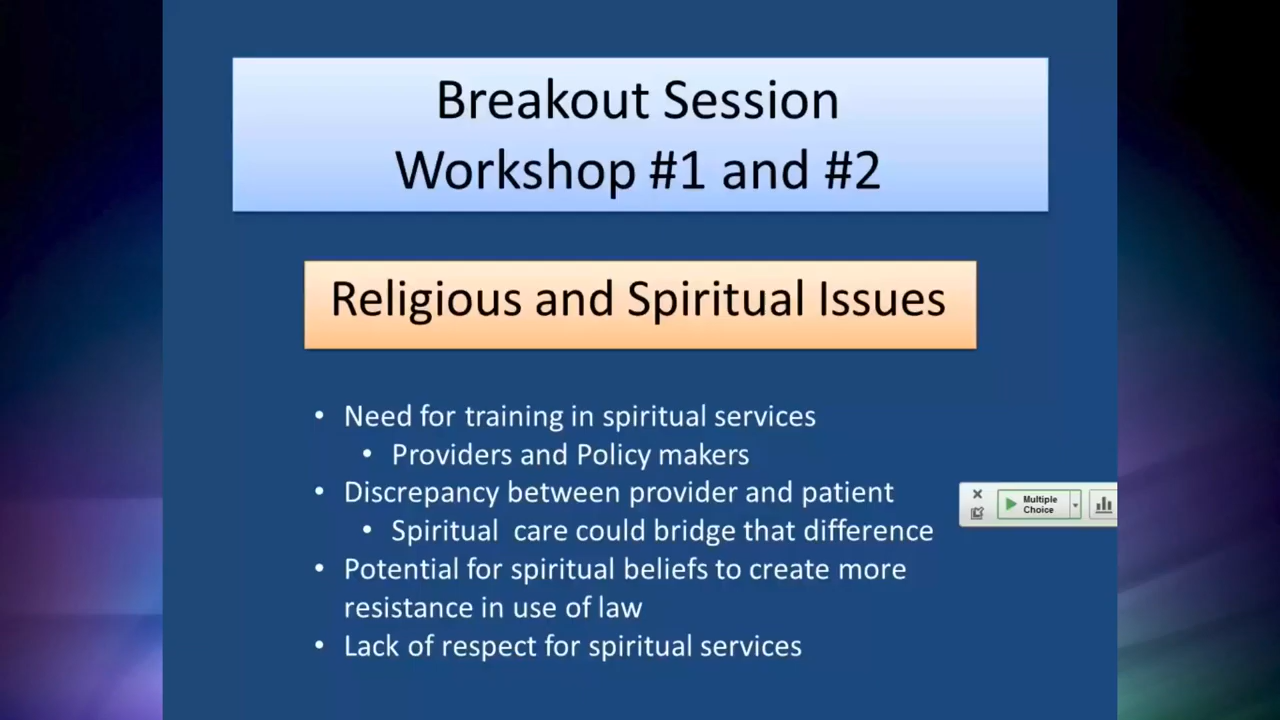 Breakout Session
Workshop #1 and #2
Religious and Spiritual Issues
• Need for training in spiritual services
• Providers and Policy makers
• Discrepancy between provider and patient
• Spiritual  care could bridge that difference
• Potential for spiritual beliefs to create more
resistance in use of law
• Lack of respect for spiritual services
Multiple
Choice